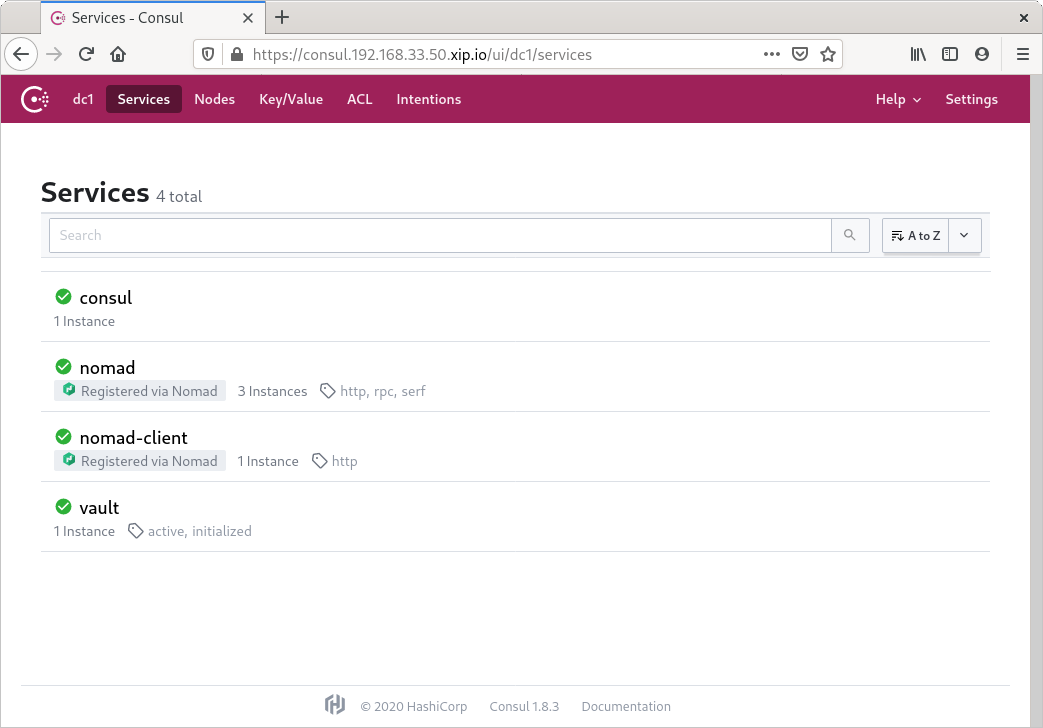 Services - Consul
https://consul.192.168.33.50.xip.io/ui/dc1/services
dc1 Services Nodes Key/Value ACL Intentions Help Settings
Services 4 total
Search A to Z
consul
1 Instance
nomad
Registered via Nomad 3 Instances http, rpc, serf
nomad-client
Registered via Nomad 1 Instance http
vault
1 Instance active, initialized
© 2020 HashiCorp Consul 1.8.3 Documentation